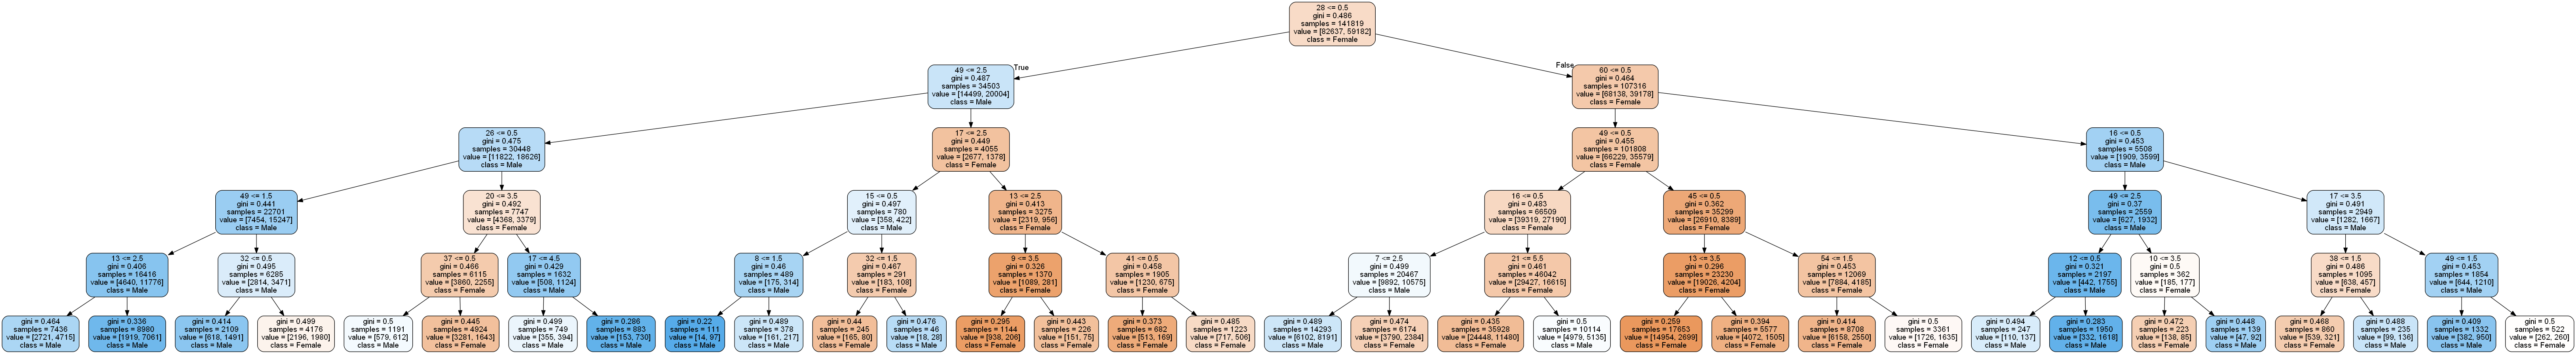 28 <= 0.5
gini = 0.486
samples = 141819
value = [82637, 59182]
class = Female
True
False
49 <= 2.5
gini = 0.487
samples = 34503
value = [14499, 20004]
class = Male
60 <= 0.5
gini = 0.464
samples = 107316
value = [68138, 39178]
class = Female
26 <= 0.5
gini = 0.475
samples = 30448
value = [11822, 18626]
class = Male
17 <= 2.5
gini = 0.449
samples = 4055
value = [2677, 1378]
class = Female
49 <= 0.5
gini = 0.455
samples = 101808
value = [66229, 35579]
class = Female
16 <= 0.5
gini = 0.453
samples = 5508
value = [1909, 3599]
class = Male
49 <= 1.5
gini = 0.441
samples = 22701
value = [7454, 15247]
class = Male
20 <= 3.5
gini = 0.492
samples = 7747
value = [4368, 3379]
class = Female
15 <= 0.5
gini = 0.497
samples = 780
value = [358, 422]
class = Male
13 <= 2.5
gini = 0.413
samples = 3275
value = [2319, 956]
class = Female
16 <= 0.5
gini = 0.483
samples = 66509
value = [39319, 27190]
class = Female
45 <= 0.5
gini = 0.362
samples = 35299
value = [26910, 8389]
class = Female
49 <= 2.5
gini = 0.37
samples = 2559
value = [627, 1932]
class = Male
17 <= 3.5
gini = 0.491
samples = 2949
value = [1282, 1667]
class = Male
13 <= 2.5
gini = 0.406
samples = 16416
value = [4640, 11776]
class = Male
32 <= 0.5
gini = 0.495
samples = 6285
value = [2814, 3471]
class = Male
37 <= 0.5
gini = 0.466
samples = 6115
value = [3860, 2255]
class = Female
17 <= 4.5
gini = 0.429
samples = 1632
value = [508, 1124]
class = Male
8 <= 1.5
gini = 0.46
samples = 489
value = [175, 314]
class = Male
32 <= 1.5
gini = 0.467
samples = 291
value = [183, 108]
class = Female
9 <= 3.5
gini = 0.326
samples = 1370
value = [1089, 281]
class = Female
41 <= 0.5
gini = 0.458
samples = 1905
value = [1230, 675]
class = Female
7 <= 2.5
gini = 0.499
samples = 20467
value = [9892, 10575]
class = Male
21 <= 5.5
gini = 0.461
samples = 46042
value = [29427, 16615]
class = Female
13 <= 3.5
gini = 0.296
samples = 23230
value = [19026, 4204]
class = Female
54 <= 1.5
gini = 0.453
samples = 12069
value = [7884, 4185]
class = Female
12 <= 0.5
gini = 0.321
samples = 2197
value = [442, 1755]
class = Male
10 <= 3.5
gini = 0.5
samples = 362
value = [185, 177]
class = Female
38 <= 1.5
gini = 0.486
samples = 1095
value = [638, 457]
class = Female
49 <= 1.5
gini = 0.453
samples = 1854
value = [644, 1210]
class = Male
gini = 0.464
samples = 7436
value = [2721, 4715]
class = Male
gini = 0.336
samples = 8980
value = [1919, 7061]
class = Male
gini = 0.414
samples = 2109
value = [618, 1491]
class = Male
gini = 0.499
samples = 4176
value = [2196, 1980]
class = Female
gini = 0.5
samples = 1191
value = [579, 612]
class = Male
gini = 0.445
samples = 4924
value = [3281, 1643]
class = Female
gini = 0.499
samples = 749
value = [355, 394]
class = Male
gini = 0.286
samples = 883
value = [153, 730]
class = Male
gini = 0.22
samples = 111
value = [14, 97]
class = Male
gini = 0.489
samples = 378
value = [161, 217]
class = Male
gini = 0.44
samples = 245
value = [165, 80]
class = Female
gini = 0.476
samples = 46
value = [18, 28]
class = Male
gini = 0.295
samples = 1144
value = [938, 206]
class = Female
gini = 0.443
samples = 226
value = [151, 75]
class = Female
gini = 0.373
samples = 682
value = [513, 169]
class = Female
gini = 0.485
samples = 1223
value = [717, 506]
class = Female
gini = 0.489
samples = 14293
value = [6102, 8191]
class = Male
gini = 0.474
samples = 6174
value = [3790, 2384]
class = Female
gini = 0.435
samples = 35928
value = [24448, 11480]
class = Female
gini = 0.5
samples = 10114
value = [4979, 5135]
class = Male
gini = 0.259
samples = 17653
value = [14954, 2699]
class = Female
gini = 0.394
samples = 5577
value = [4072, 1505]
class = Female
gini = 0.414
samples = 8708
value = [6158, 2550]
class = Female
gini = 0.5
samples = 3361
value = [1726, 1635]
class = Female
gini = 0.494
samples = 247
value = [110, 137]
class = Male
gini = 0.283
samples = 1950
value = [332, 1618]
class = Male
gini = 0.472
samples = 223
value = [138, 85]
class = Female
gini = 0.448
samples = 139
value = [47, 92]
class = Male
gini = 0.468
samples = 860
value = [539, 321]
class = Female
gini = 0.488
samples = 235
value = [99, 136]
class = Male
gini = 0.409
samples = 1332
value = [382, 950]
class = Male
gini = 0.5
samples = 522
value = [262, 260]
class = Female